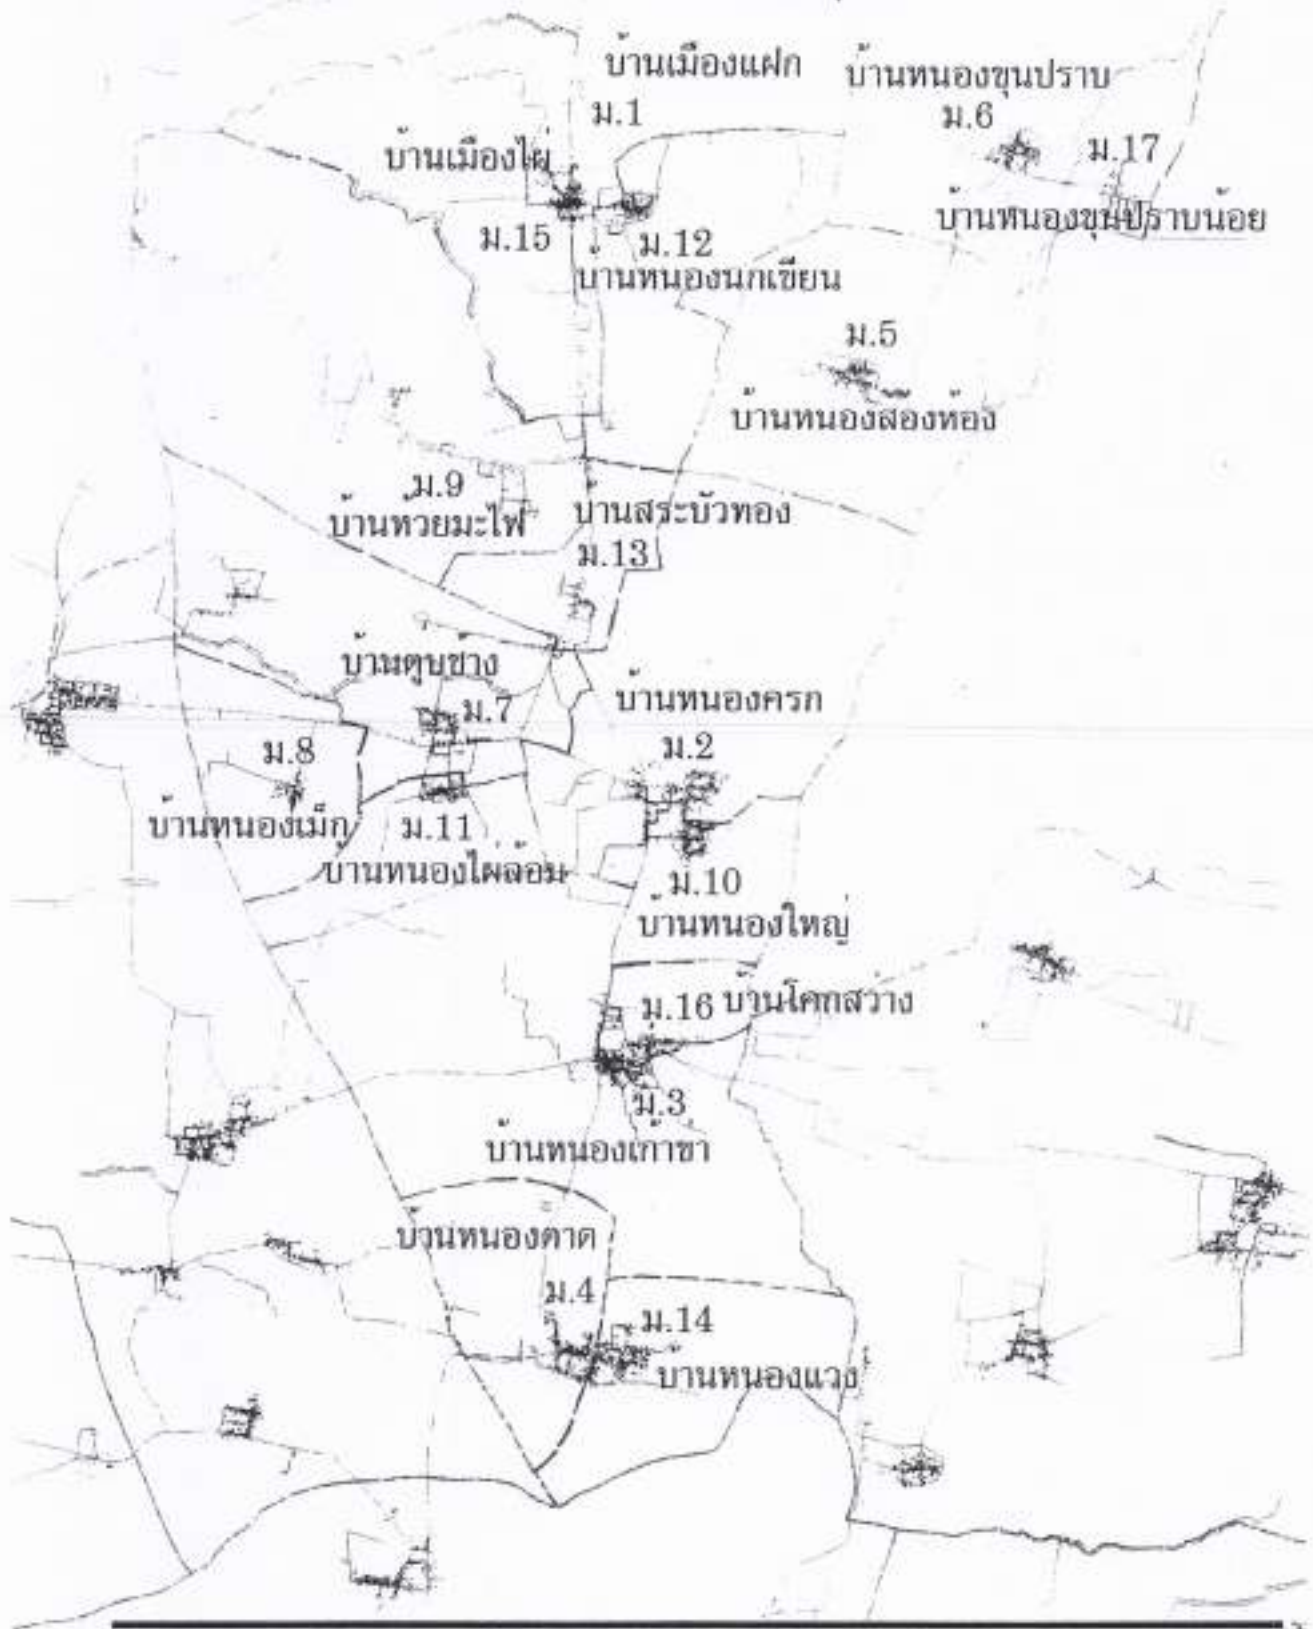 บ้านเมืองแฝก
บ้านหนองขุนปราบ
ม.1
ม.6
บ้านเมืองไผ่
ม.17
บ้านหนองขุนปราบน้อย
ม.15
ม.12
บ้านหนองนกเขียน
ม.5
บ้านหนองสองห้อง
ม.9
บ้านห้วยมะไฟ
บ้านสระบัวทอง
ม.13
บ้านตูบช้าง
ม.7
บ้านหนองครก
ม.8
ม.2
บ้านหนองเม็ก
ม.11
บ้านหนองไผ่ล้อม
ม.10
บ้านหนองใหญ่
ม.16
บ้านโคกสว่าง
ม.3
บ้านหนองเก้าข่า
บ้านหนองตาด
ม.4
ม.14
บ้านหนองแวง